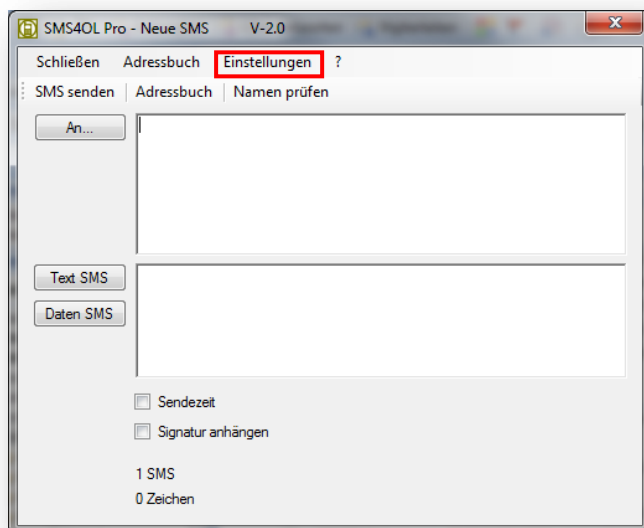 SMS4OL Pro - Neue SMS V-2.0
Schließen Adressbuch Einstellungen ?
SMS senden Adressbuch Namen prüfen
An...
Text SMS
Daten SMS
Sendezeit
Signatur anhängen
1 SMS
0 Zeichen